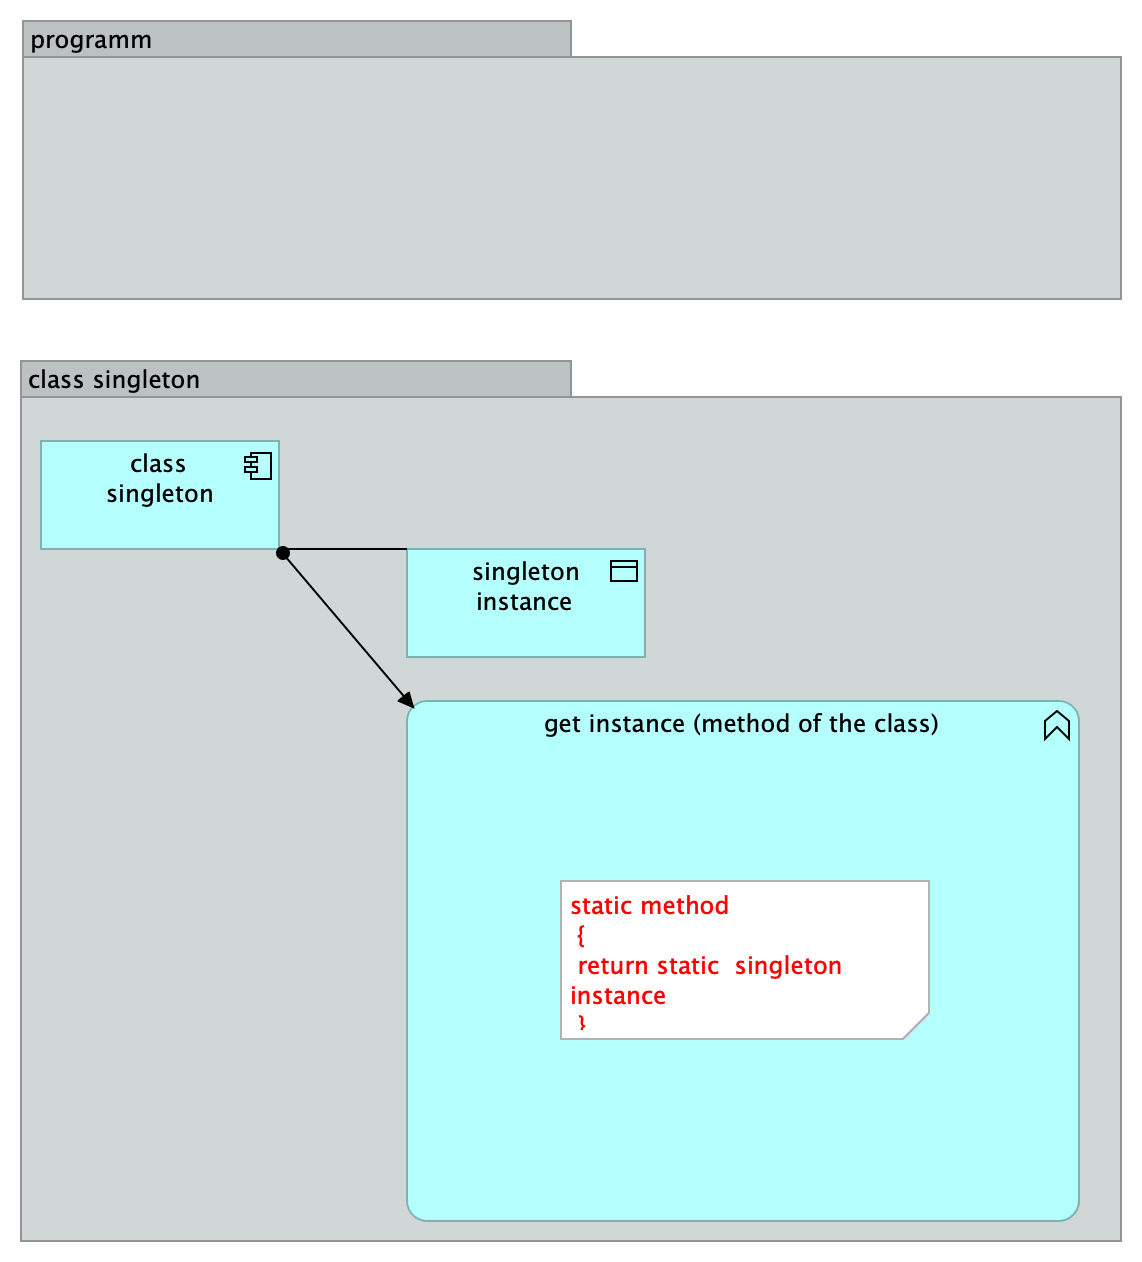 programm
class singleton
class
singleton
singleton
instance
get instance (method of the class)
static method
{
return static  singleton
instance
}